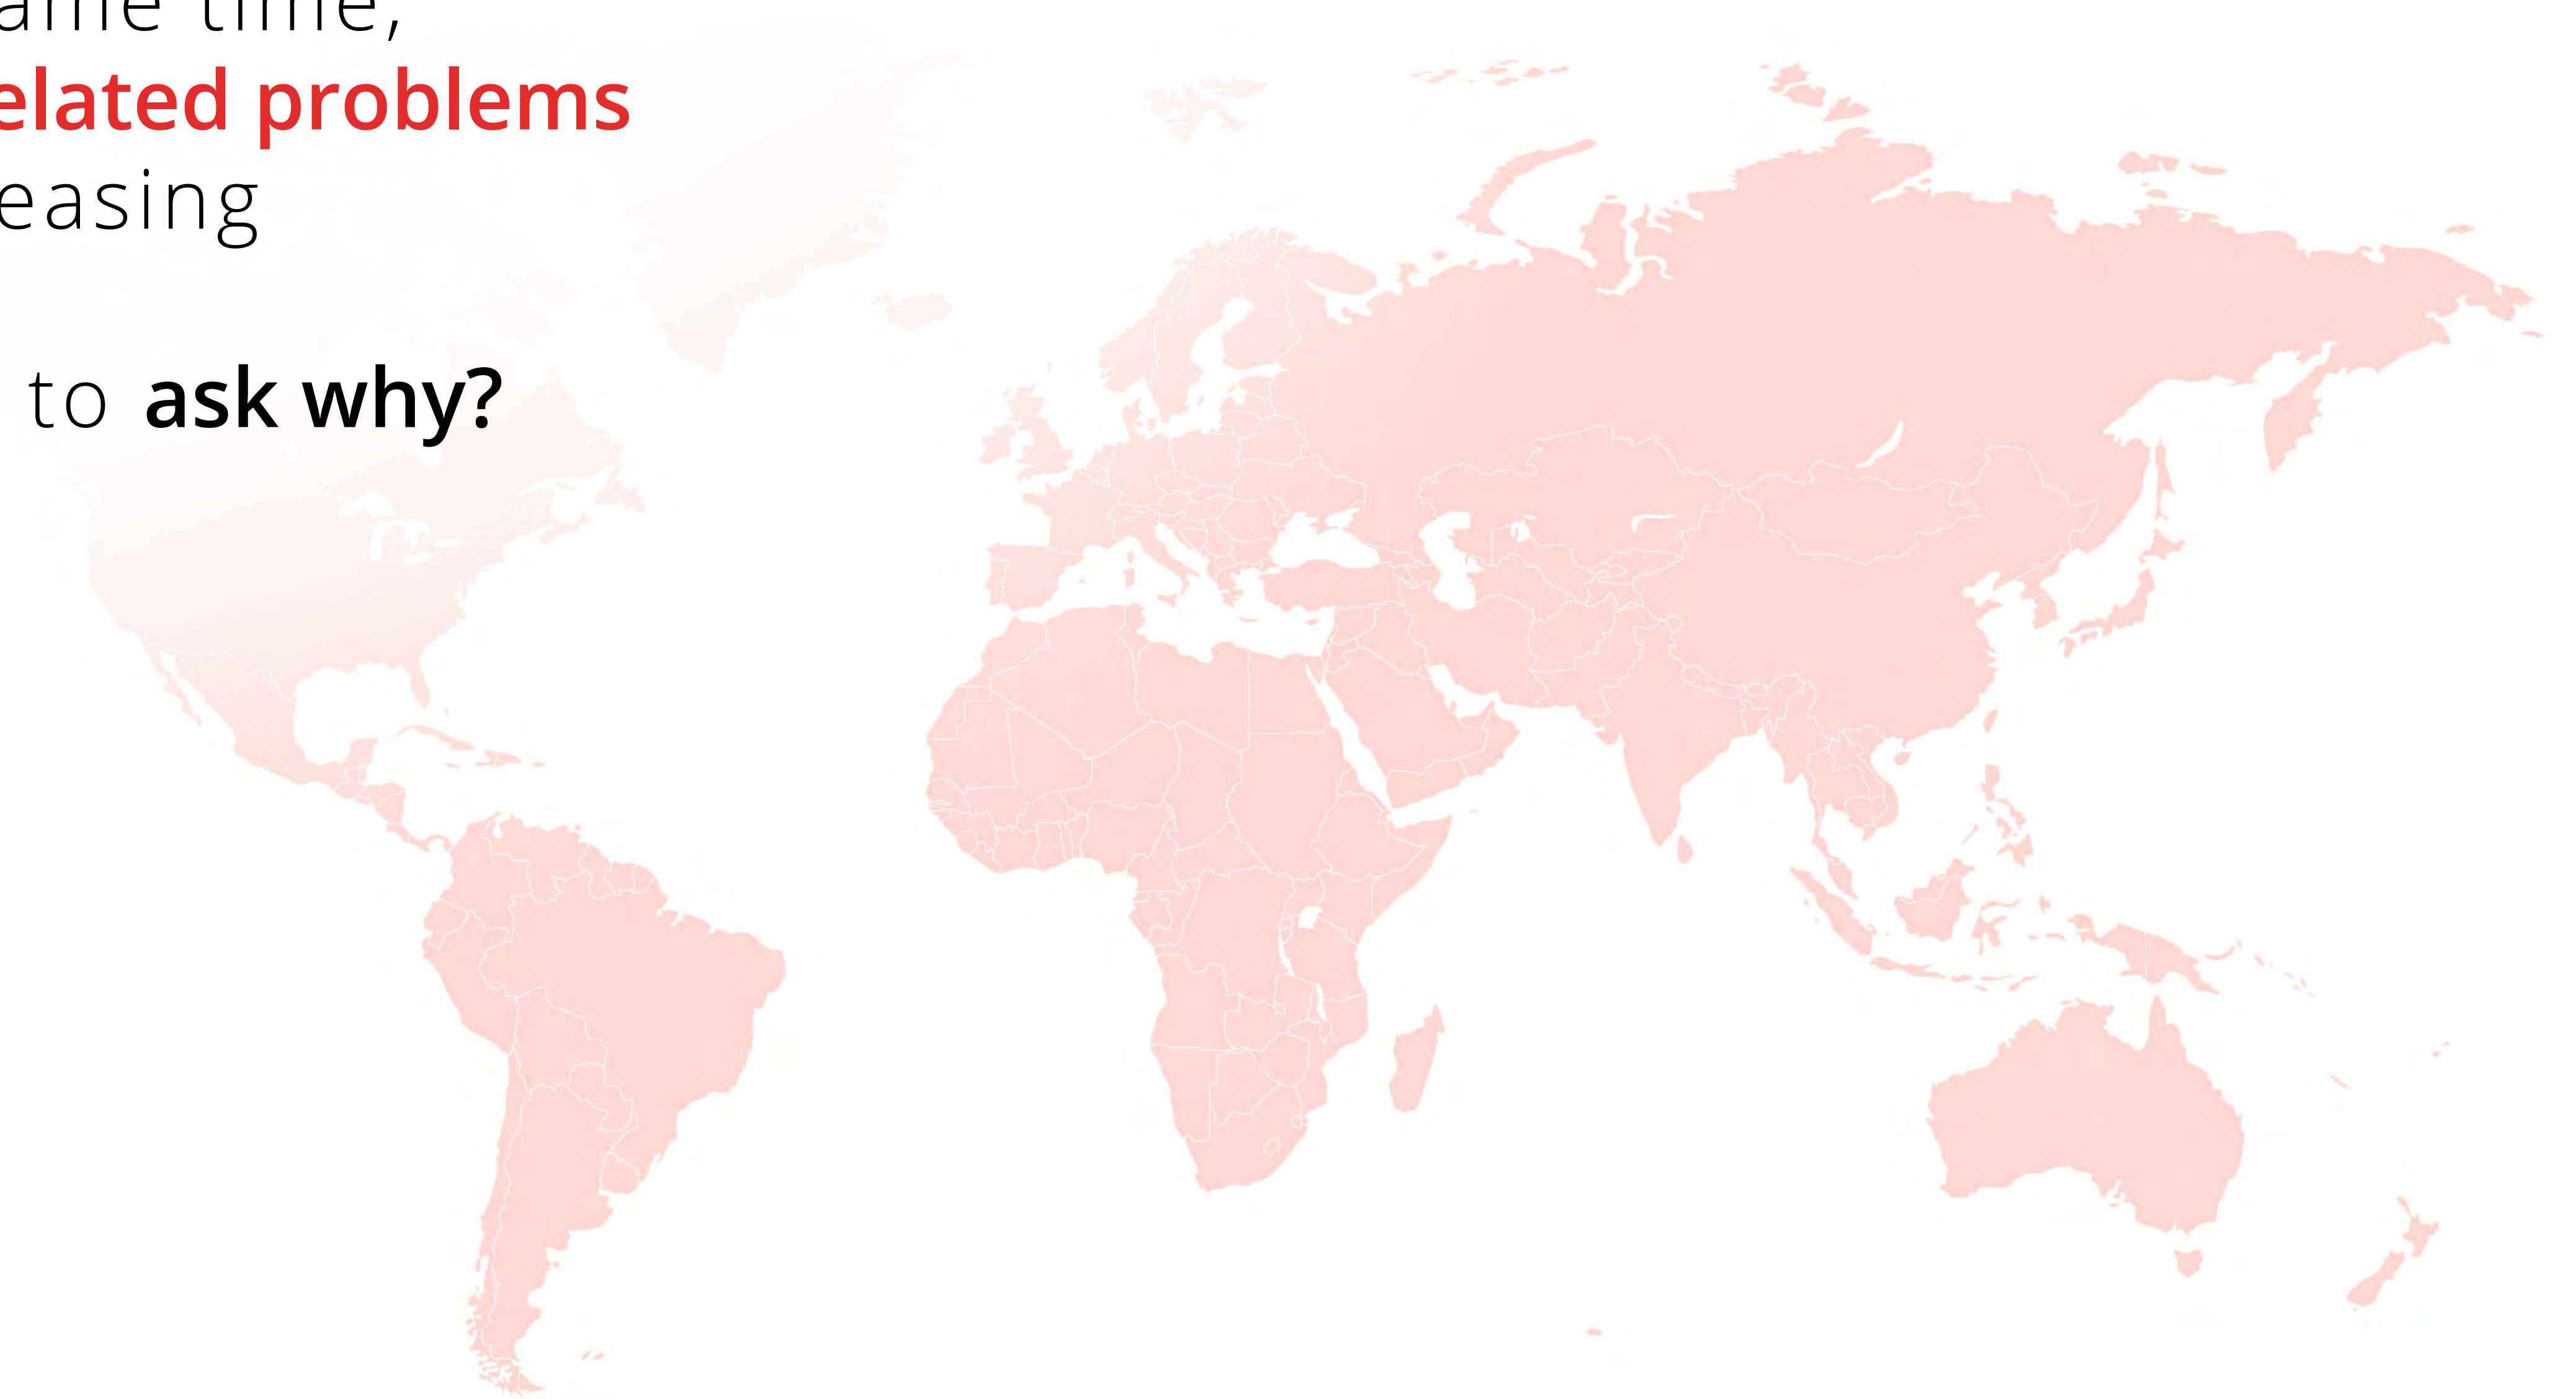 ame time,
elated problems
easing
to ask why?